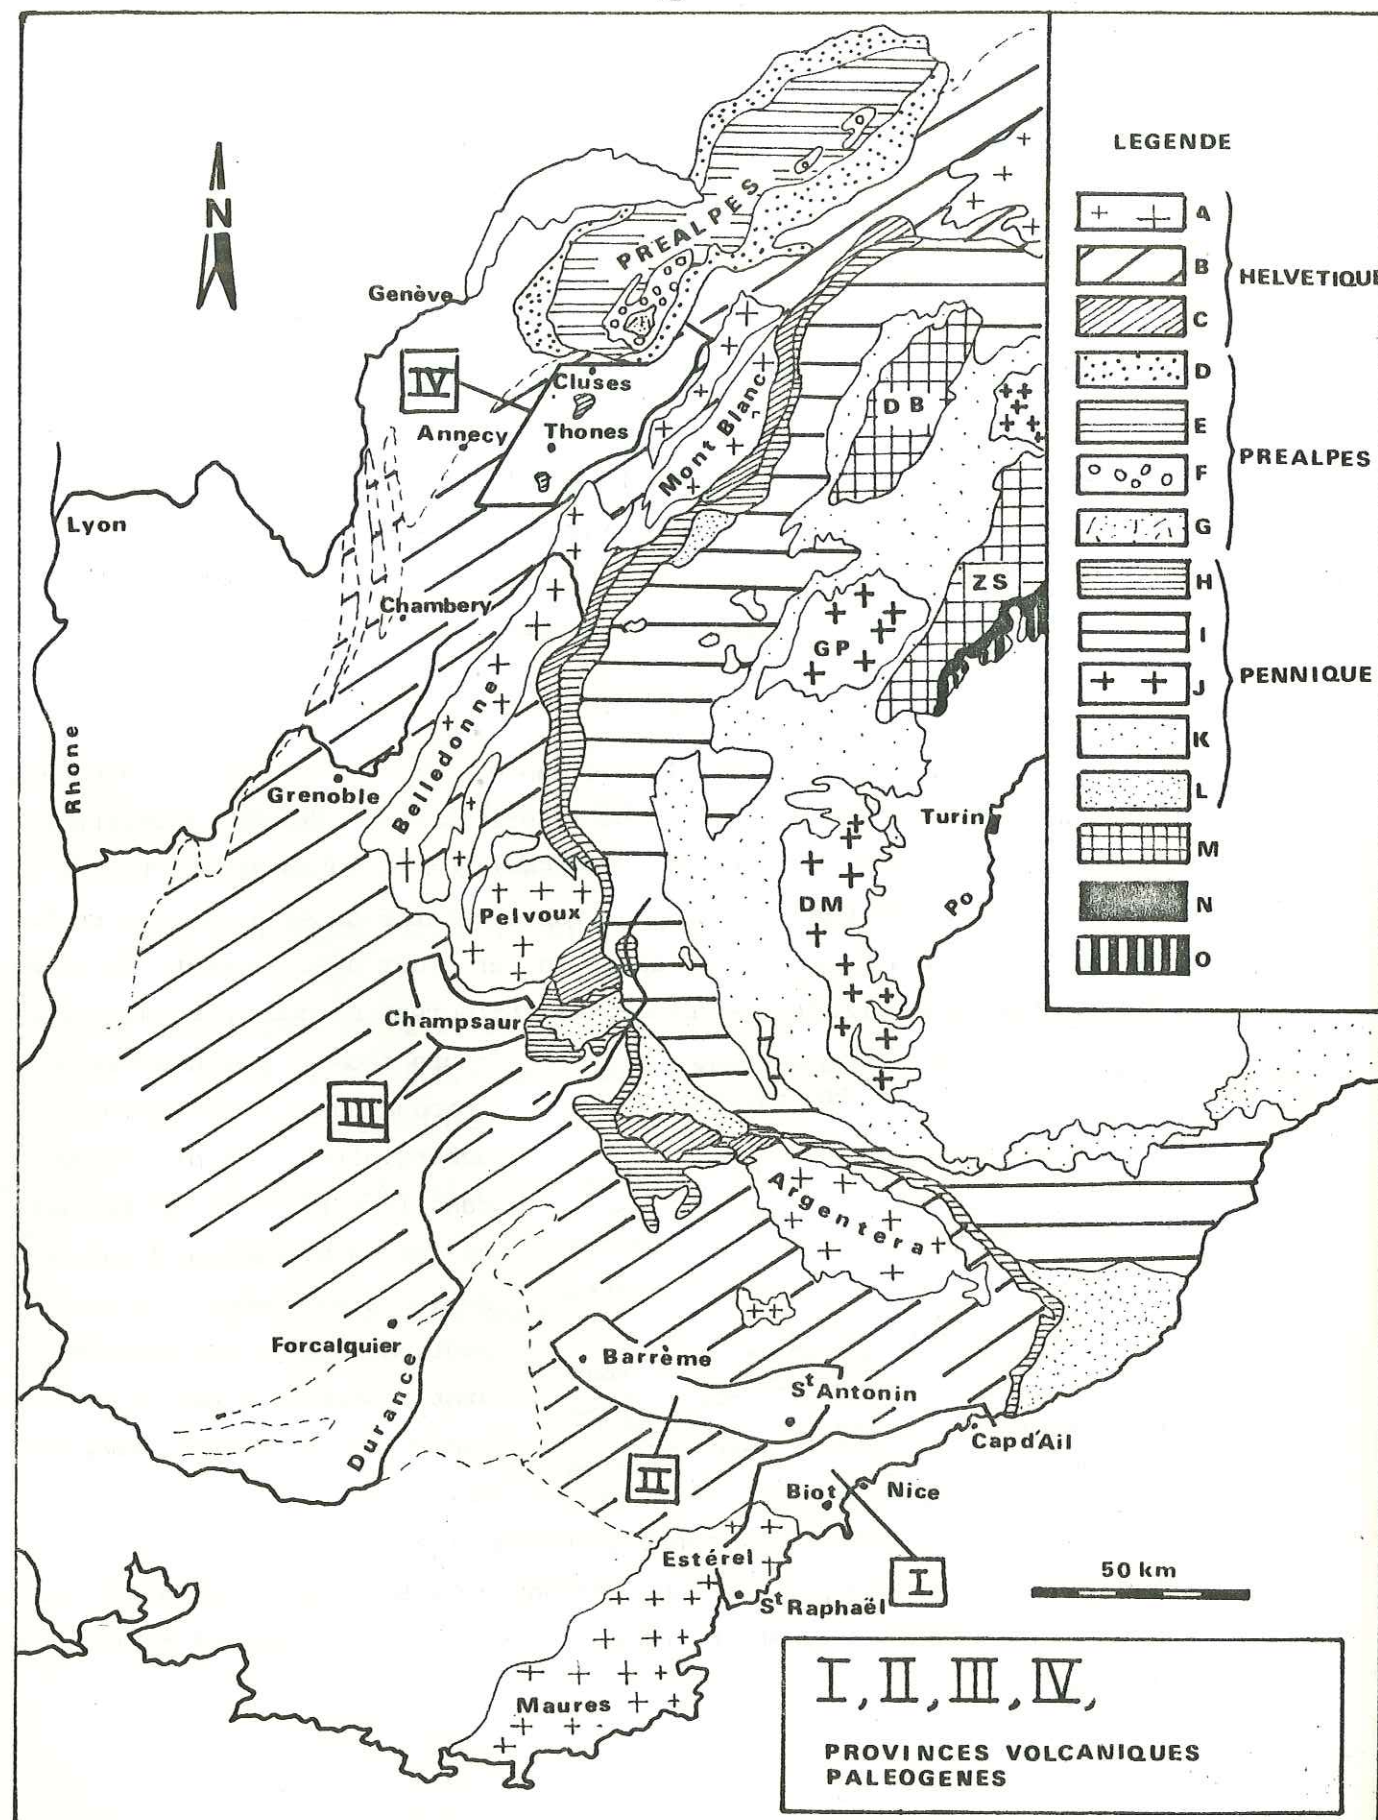 LEGENDE
A
B
C
HELVETIQUE
D
E
F
G
PREALPES
H
I
J
K
L
PENNIQUE
M
N
O
N
PREALPES
Genève
IV
Cluses
Annecy
Thones
Mont Blanc
DB
Lyon
ZS
Chambery
GP
Rhone
Belledonne
Grenoble
Turin
Pelvoux
DM
Po
Champsaur
III
Argentera
Forcalquier
Durance
Barrème
St Antonin
Cap d'Ail
II
Biot
Nice
Estérel
I
50 km
St Raphaël
Maures
I, II, III, IV,
PROVINCES VOLCANIQUES
PALEOGENES